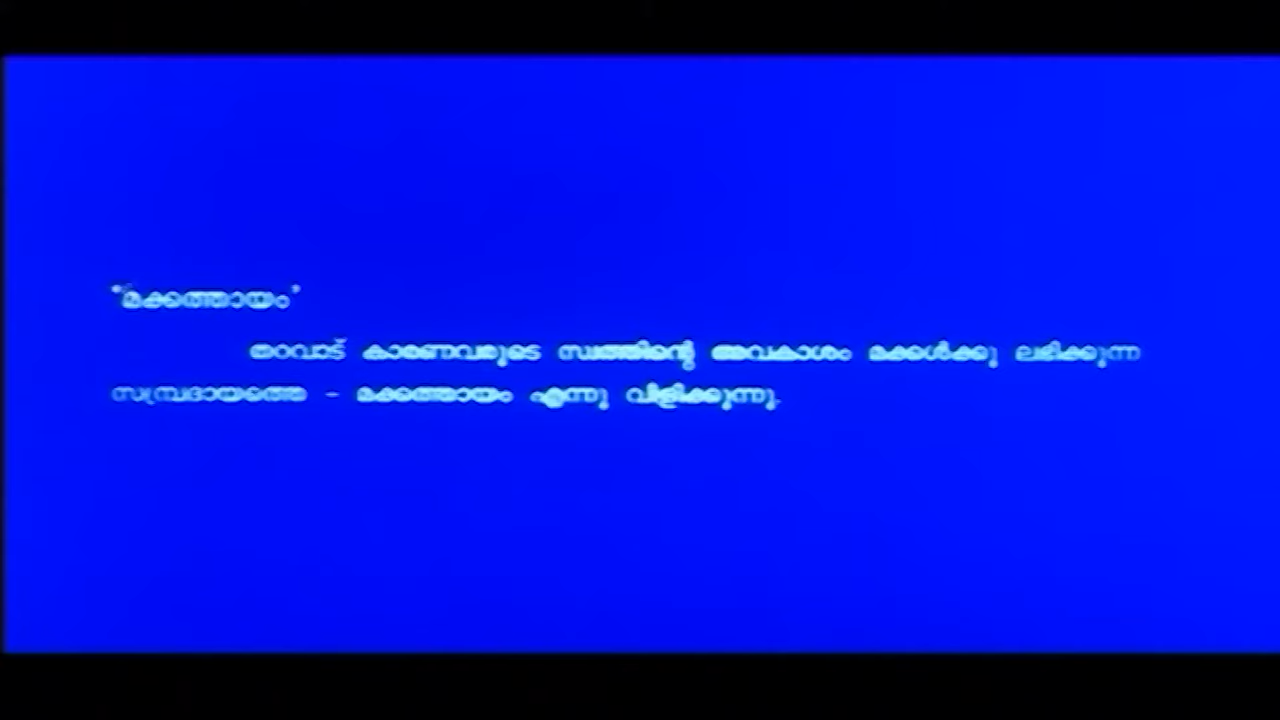 "മക്കത്തായം"
തറവാട് കാരണവരുടെ സ്വത്തിന്റെ അവകാശം മക്കൾക്കു ലഭിക്കുന്ന
സമ്പ്രദായത്തെ - മക്കത്തായം എന്നു വിളിക്കുന്നു.